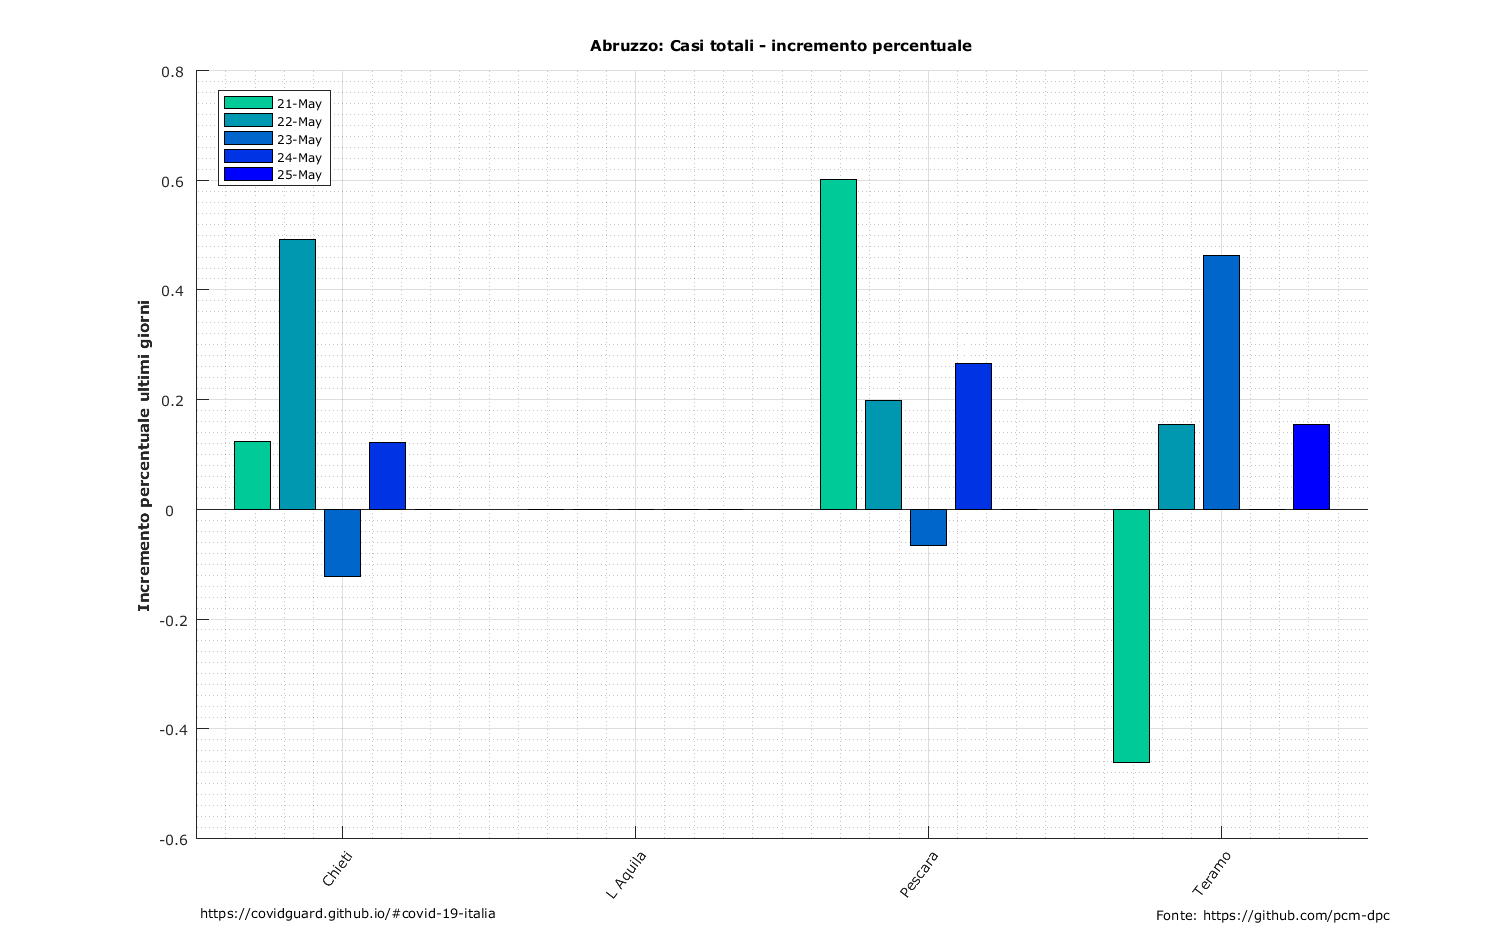 Abruzzo: Casi totali - incremento percentuale
0.8
0.6
0.4
0.2
0
-0.2
-0.4
-0.6
Incremento percentuale ultimi giorni
21-May
22-May
23-May
24-May
25-May
Chieti
L Aquila
Pescara
Teramo
https://covidguard.github.io/#covid-19-italia
Fonte: https://github.com/pcm-dpc